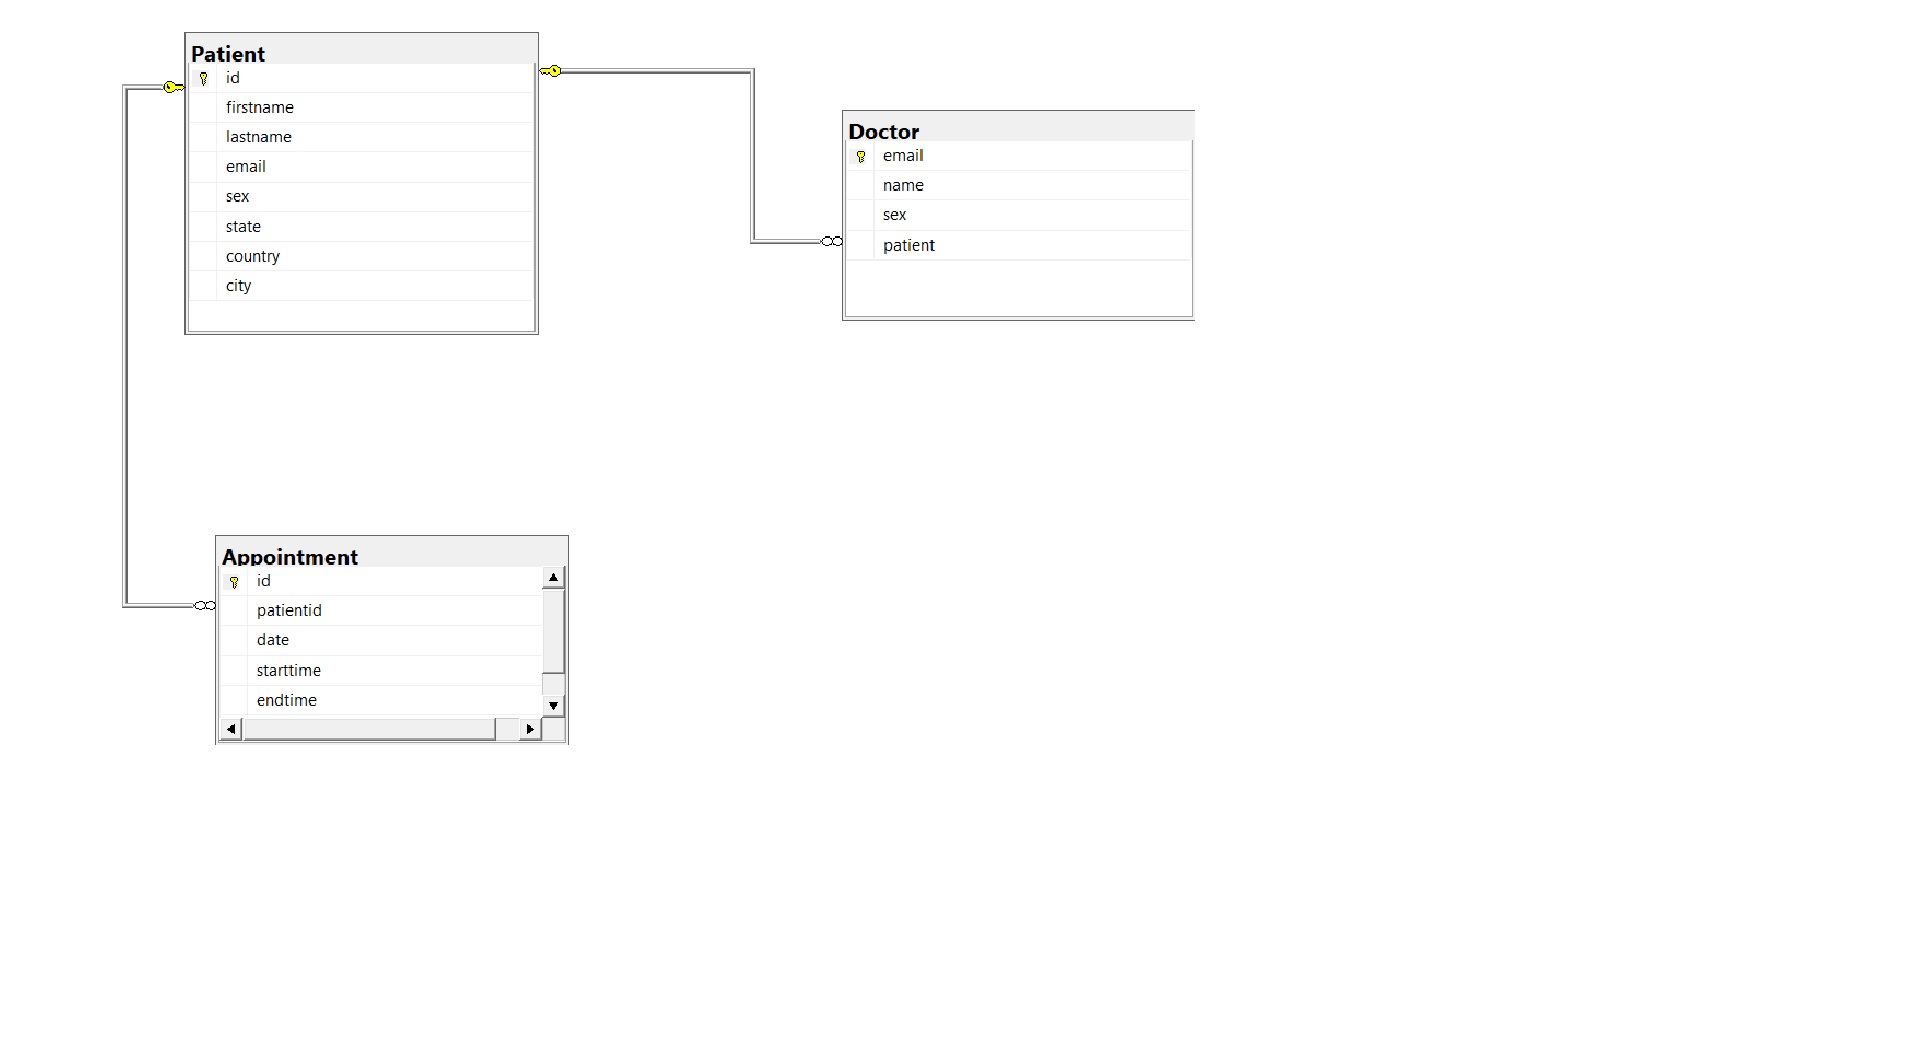 Patient
id
firstname
lastname
email
sex
state
country
city
Doctor
email
name
sex
patient
Appointment
id
patientid
date
starttime
endtime